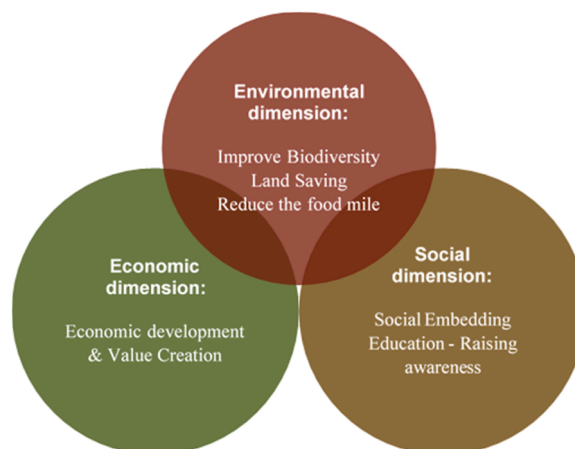 Environmental
dimension:
Improve Biodiversity
Land Saving
Reduce the food mile
Economic
dimension:
Economic development
& Value Creation
Social
dimension:
Social Embedding
Education - Raising
awareness